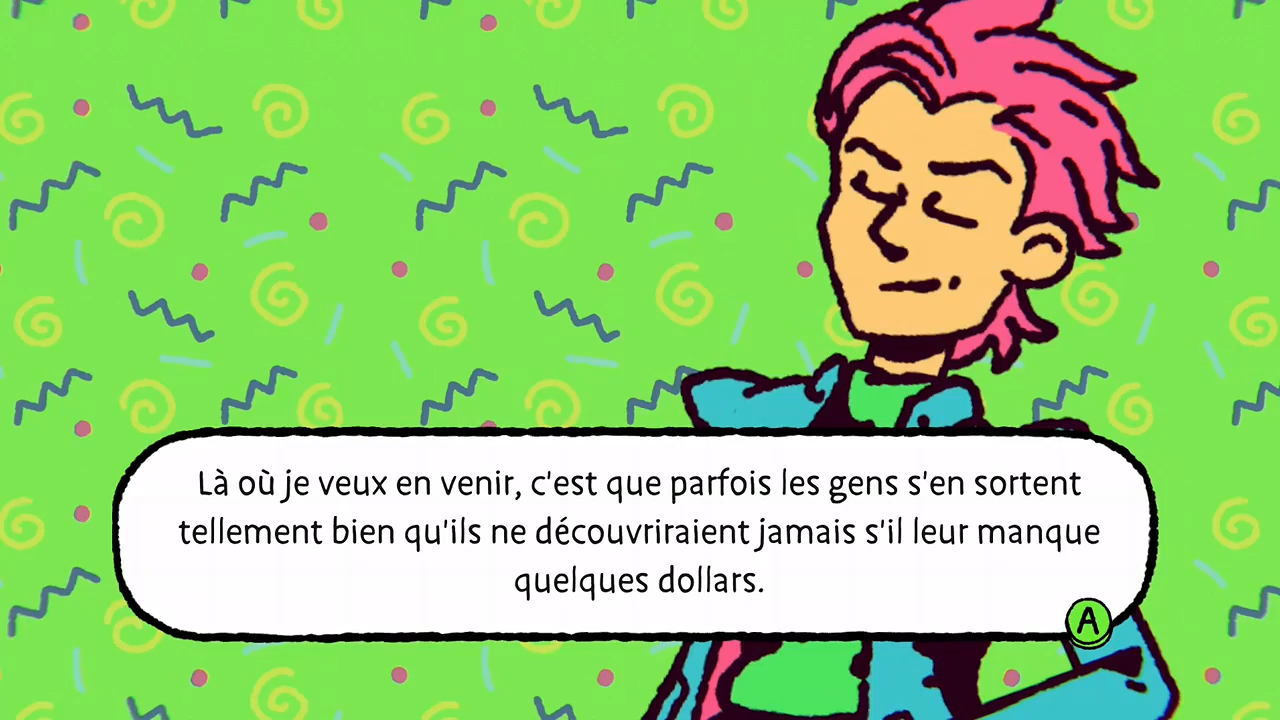 Là où je veux en venir, c'est que parfois les gens s'en sortent
tellement bien qu'ils ne découvriraient jamais s'il leur manque
quelques dollars.
A